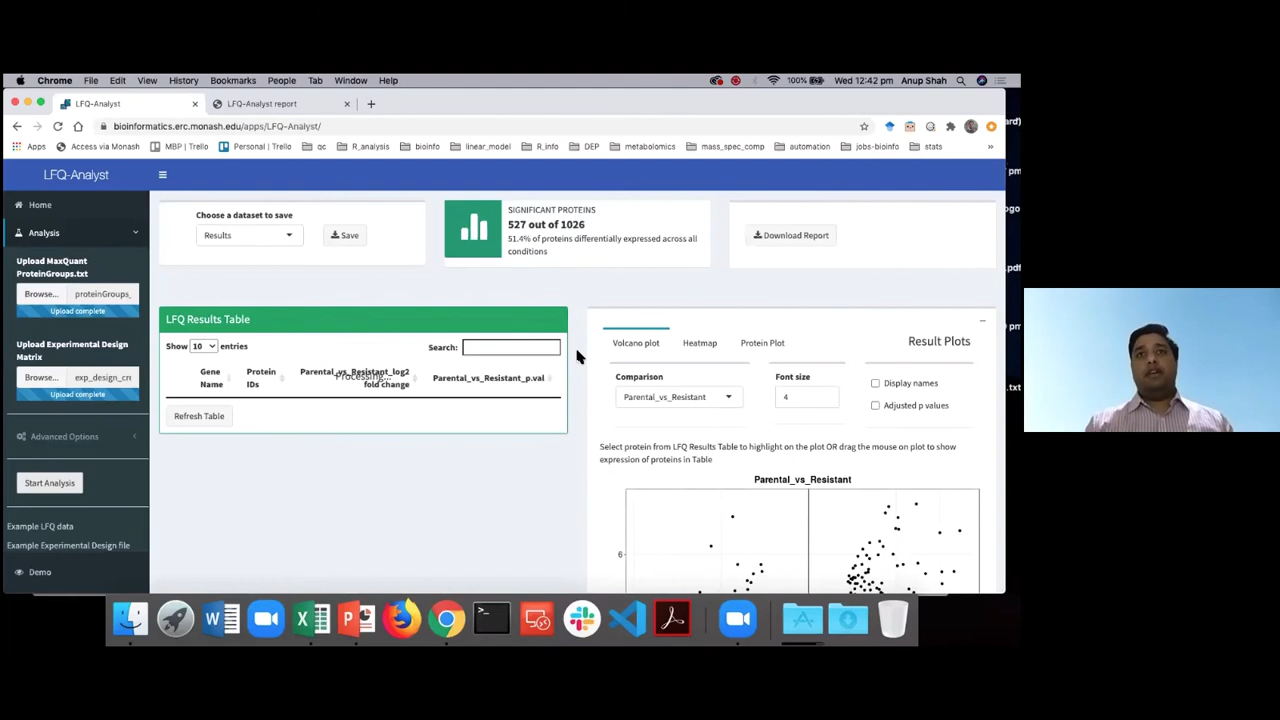 Chrome File Edit View History Bookmarks People Tab Window Help 100% Wed 12:42 pm Anup Shah
LFQ-Analyst
LFQ-Analyst report
bioinformatics.erc.monash.edu/apps/LFQ-Analyst/
Apps Access via Monash MBP | Trello Personal | Trello qc R_analysis bioinfo linear_model R_info DEP metabolomics mass_spec_comp automation jobs-bioinfo stats »
LFQ-Analyst
Home
Analysis
Upload MaxQuant
ProteinGroups.txt
Browse... proteinGroups_
Upload complete
Upload Experimental Design
Matrix
Browse... exp_design_cri
Upload complete
Advanced Options
Start Analysis
Example LFQ data
Example Experimental Design file
Demo
Choose a dataset to save
Results
Save
SIGNIFICANT PROTEINS
527 out of 1026
51.4% of proteins differentially expressed across all
conditions
Download Report
LFQ Results Table
Show 10 entries
Search:
Gene
Name
Protein
IDs
Parental_vs_Resistant_log2
fold change
Processing...
Parental_vs_Resistant_p.val
Refresh Table
Volcano plot
Heatmap
Protein Plot
Result Plots
Comparison
Parental_vs_Resistant
Font size
4
Display names
Adjusted p values
Select protein from LFQ Results Table to highlight on the plot OR drag the mouse on plot to show
expression of proteins in Table
Parental_vs_Resistant
6
ard)
pm
ogo
.pdf
pm
.txt